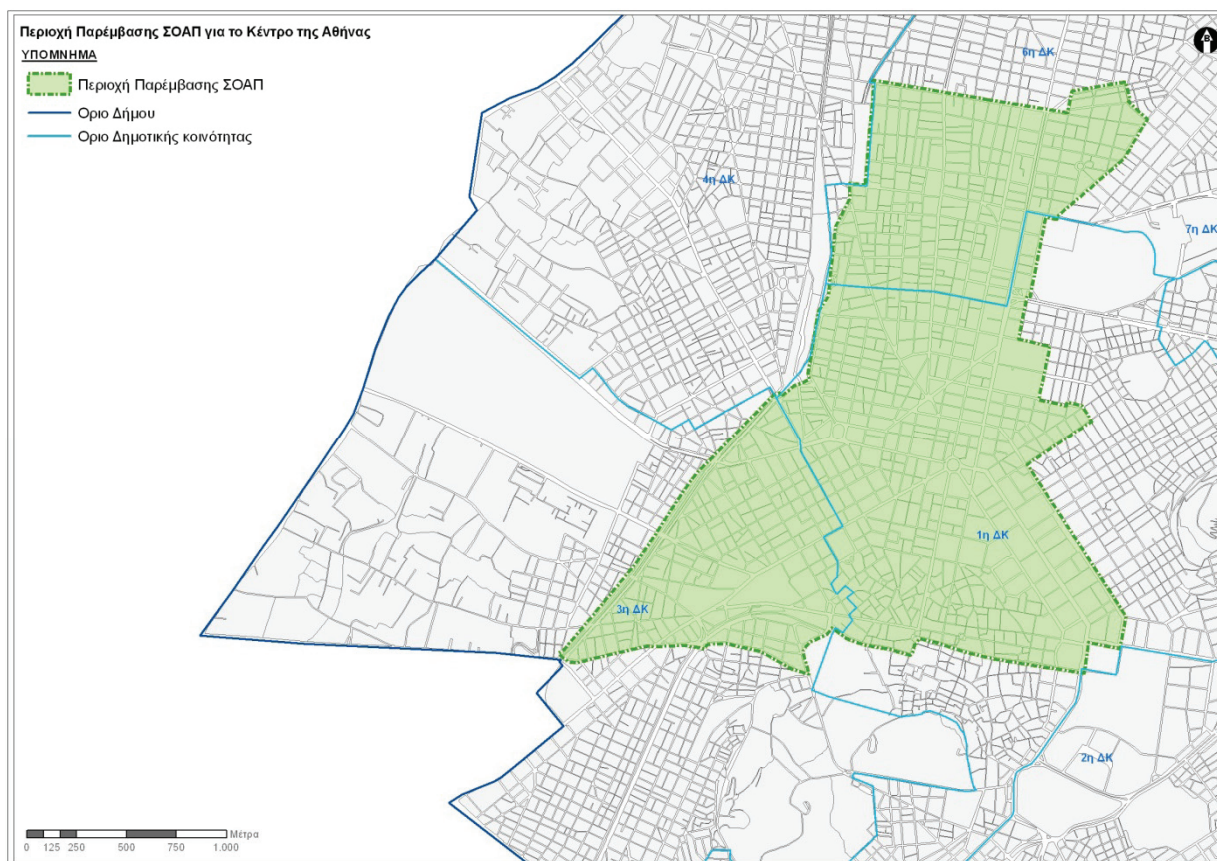 Περιοχή Παρέμβασης ΣΟΑΠ για το Κέντρο της Αθήνας
ΥΠΟΜΝΗΜΑ
Περιοχή Παρέμβασης ΣΟΑΠ
Οριο Δήμου
Οριο Δημοτικής κοινότητας
Β
6η ΔΚ
4η ΔΚ
7η ΔΚ
1η ΔΚ
3η ΔΚ
2η ΔΚ
Μέτρα
0 125 250 500 750 1.000